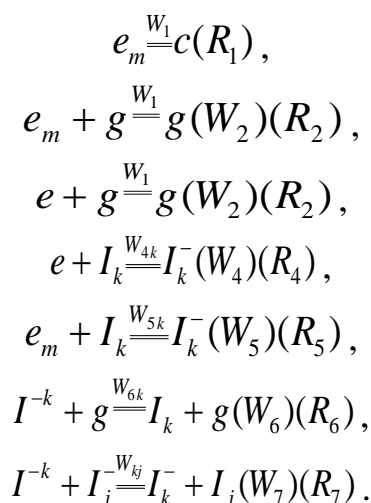 e_m \overset{W_1}{=} c(R_1),
e_m + g \overset{W_1}{=} g(W_2)(R_2),
e + g \overset{W_1}{=} g(W_2)(R_2),
e + I_k \overset{W_{4k}}{=} I_k^-(W_4)(R_4),
e_m + I_k \overset{W_{5k}}{=} I_k^-(W_5)(R_5),
I^{-k} + g \overset{W_{6k}}{=} I_k + g(W_6)(R_6),
I^{-k} + I_j \overset{-W_{kj}}{=} I_k^- + I_j(W_7)(R_7).